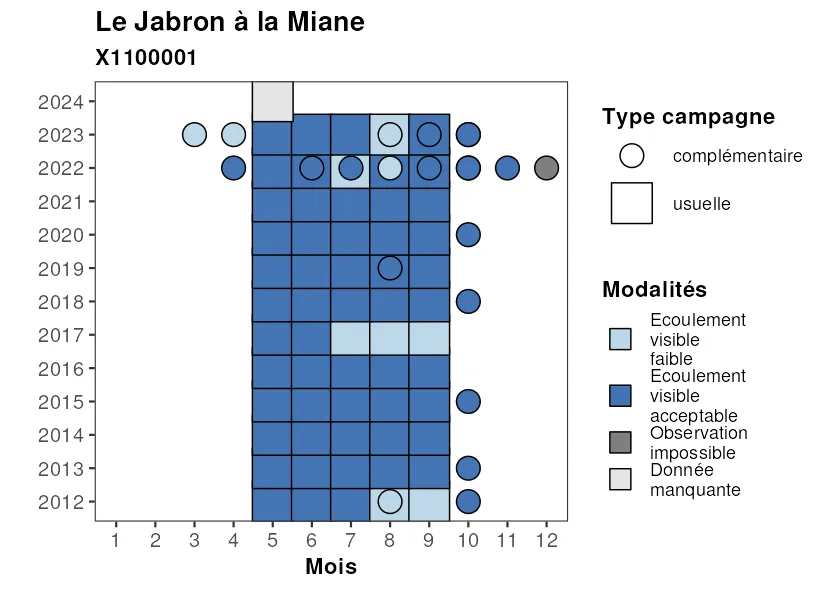 Le Jabron à la Miane
X1100001
2024
2023
2022
2021
2020
2019
2018
2017
2016
2015
2014
2013
2012
1 2 3 4 5 6 7 8 9 10 11 12
Mois
Type campagne
complémentaire
usuelle
Modalités
Ecoulement
visible
faible
Ecoulement
visible
acceptable
Observation
impossible
Donnée
manquante